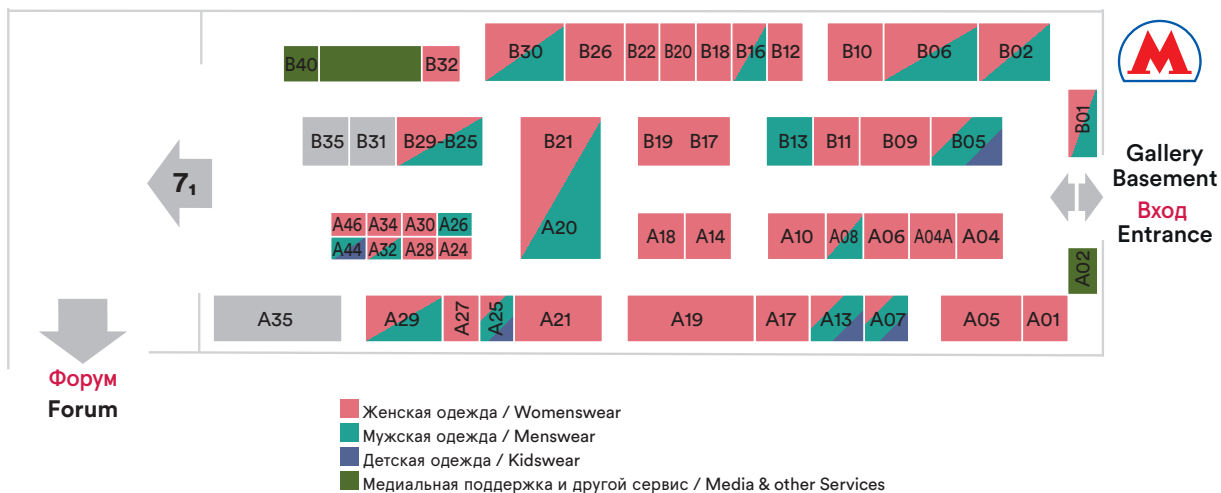 B40
B32
B30
B26
B22
B20
B18
B16
B12
B10
B06
B02
B01
B35
B31
B29-B25
B21
A20
B19
B17
B13
B11
B09
B05
7₁
Gallery
Basement
Вход
Entrance
A46
A34
A30
A26
A44
A32
A28
A24
A18
A14
A10
A08
A06
A04A
A04
A02
A35
A29
A27
A25
A21
A19
A17
A13
A07
A05
A01
Форум
Forum
Женская одежда / Womenswear
Мужская одежда / Menswear
Детская одежда / Kidswear
Медиальная поддержка и другой сервис / Media & other Services
M